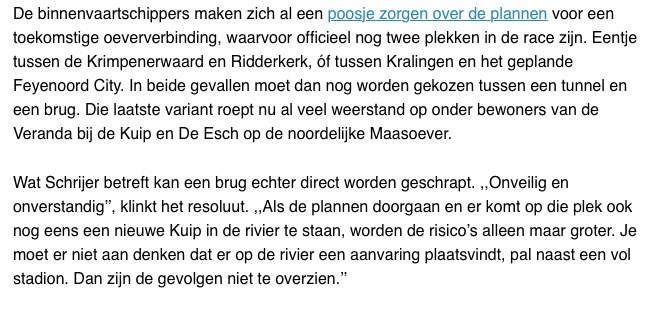 De binnenvaartschippers maken zich al een poosje zorgen over de plannen voor een
toekomstige oeververbinding, waarvoor officieel nog twee plekken in de race zijn. Eentje
tussen de Krimpenerwaard en Ridderkerk, óf tussen Kralingen en het geplande
Feyenoord City. In beide gevallen moet dan nog worden gekozen tussen een tunnel en
een brug. Die laatste variant roept nu al veel weerstand op onder bewoners van de
Veranda bij de Kuip en De Esch op de noordelijke Maasoever.

Wat Schrijer betreft kan een brug echter direct worden geschrapt. ,,Onveilig en
onverstandig’’, klinkt het resoluut. ,,Als de plannen doorgaan en er komt op die plek ook
nog eens een nieuwe Kuip in de rivier te staan, worden de risico’s alleen maar groter. Je
moet er niet aan denken dat er op de rivier een aanvaring plaatsvindt, pal naast een vol
stadion. Dan zijn de gevolgen niet te overzien.’’